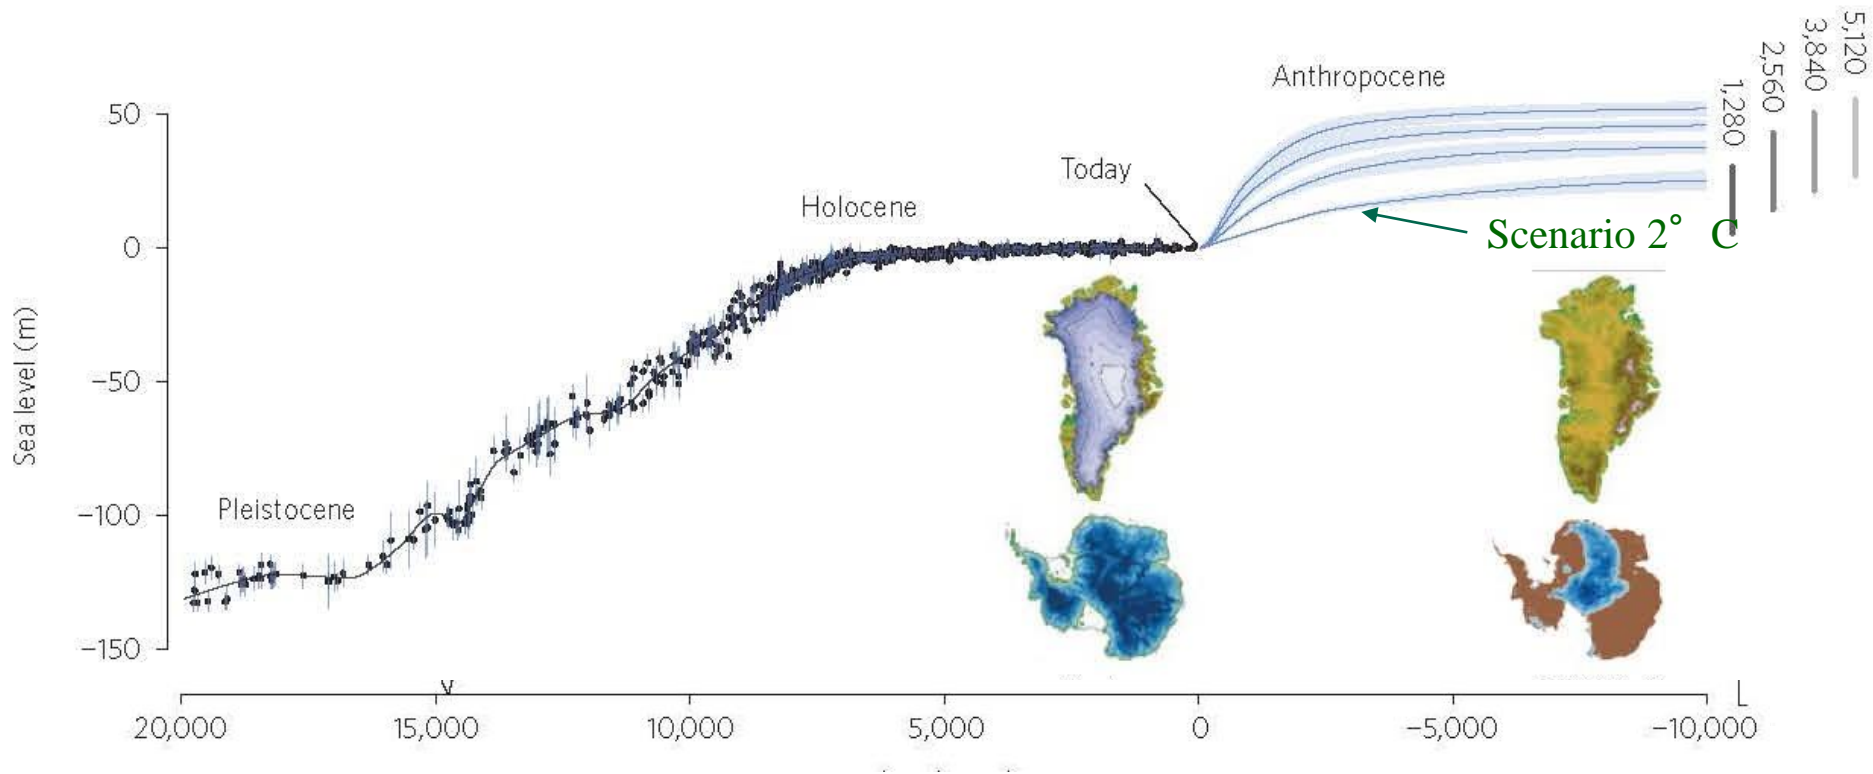 5,120
3,840
2,560
1,280
Anthropocene
50
Today
Holocene
0
Scenario 2° C
Sea level (m)
−50
Pleistocene
−100
−150
20,000
15,000
10,000
5,000
0
−5,000
−10,000